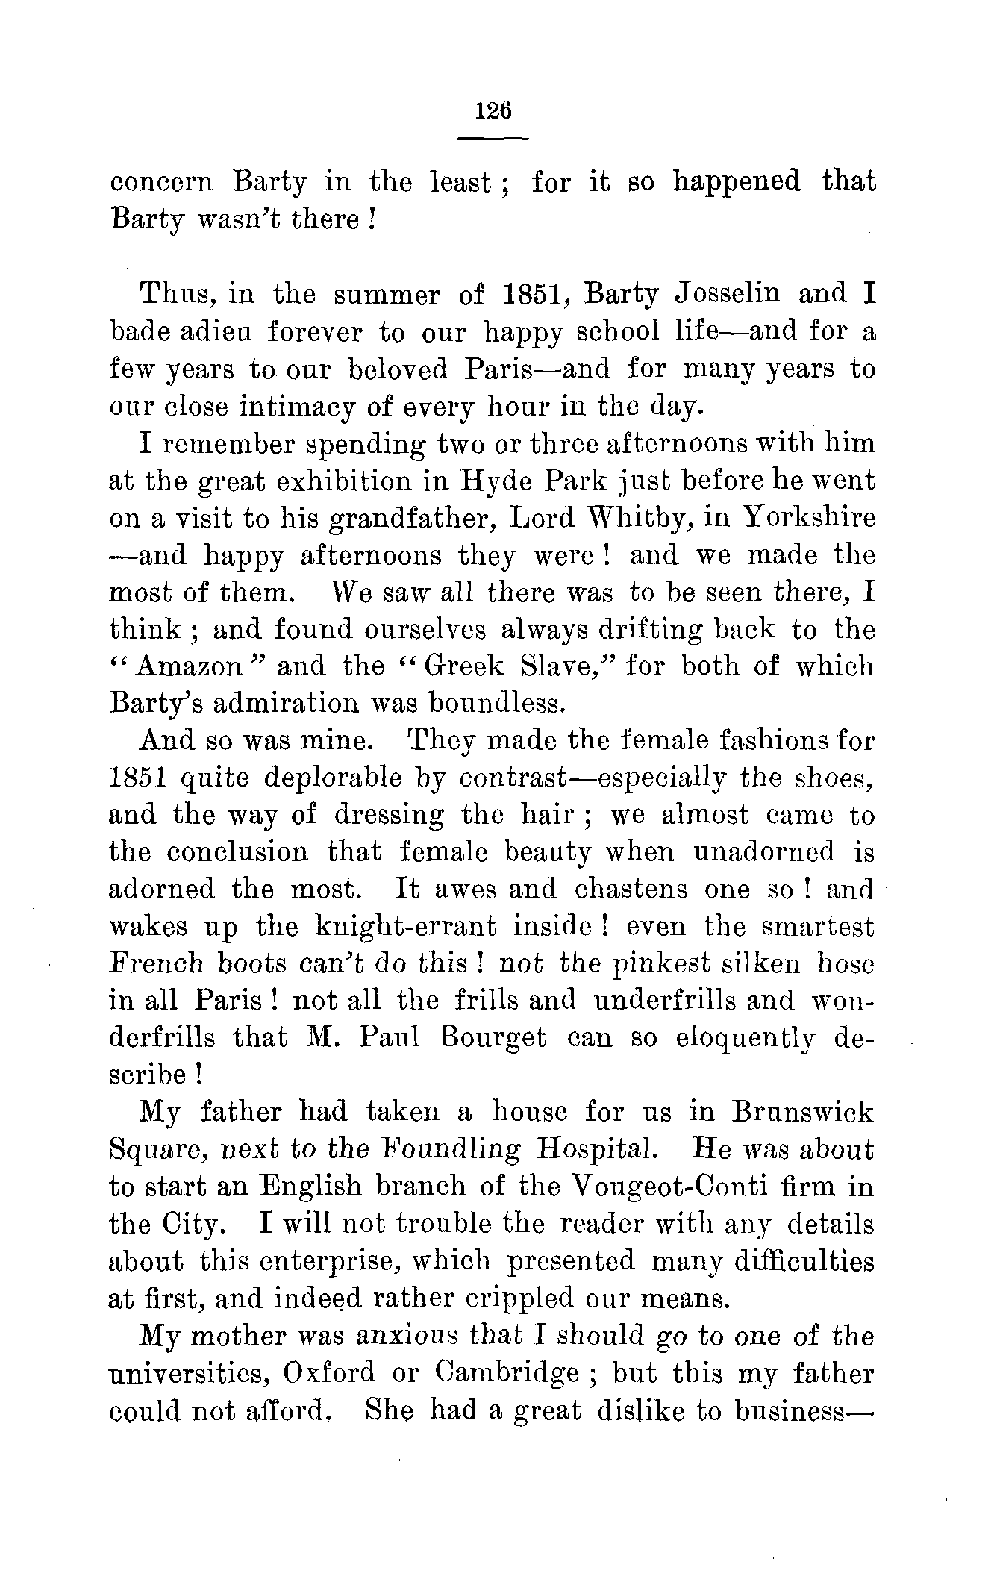 126
concern Barty in the least ; for it so happened that
Barty wasn't there !
Thus, in the summer of 1851, Barty Josselin and I
bade adieu forever to our happy school life—and for a
few years to our beloved Paris—and for many years to
our close intimacy of every hour in the day.
I remember spending two or three afternoons with him
at the great exhibition in Hyde Park just before he went
on a visit to his grandfather, Lord Whitby, in Yorkshire
—and happy afternoons they were ! and we made the
most of them. We saw all there was to be seen there, I
think ; and found ourselves always drifting back to the
“ Amazon ” and the “ Greek Slave,” for both of which
Barty's admiration was boundless.
And so was mine. They made the female fashions for
1851 quite deplorable by contrast—especially the shoes,
and the way of dressing the hair ; we almost came to
the conclusion that female beauty when unadorned is
adorned the most. It awes and chastens one so ! and
wakes up the knight-errant inside ! even the smartest
French boots can't do this ! not the pinkest silken hose
in all Paris ! not all the frills and underfrills and won-
derfrills that M. Paul Bourget can so eloquently de-
scribe !
My father had taken a house for us in Brunswick
Square, next to the Foundling Hospital. He was about
to start an English branch of the Vougeot-Conti firm in
the City. I will not trouble the reader with any details
about this enterprise, which presented many difficulties
at first, and indeed rather crippled our means.
My mother was anxious that I should go to one of the
universities, Oxford or Cambridge ; but this my father
could not afford. She had a great dislike to business—